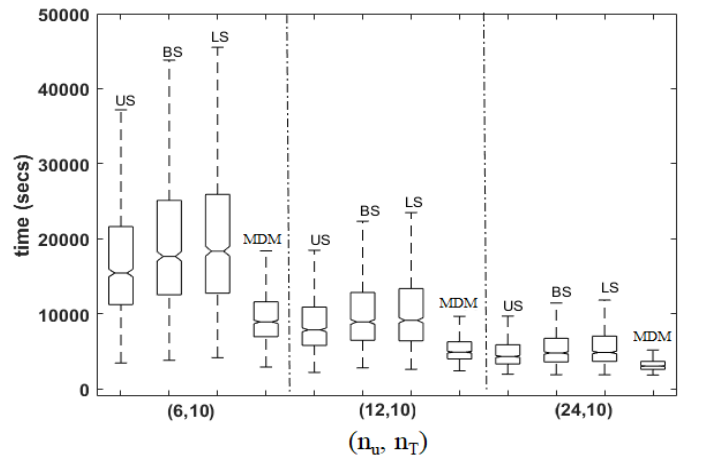 50000
40000
30000
20000
10000
0
time (secs)
US
BS
LS
MDM
US
BS
LS
MDM
US
BS
LS
MDM
(6,10)
(12,10)
(24,10)
(nu, nT)